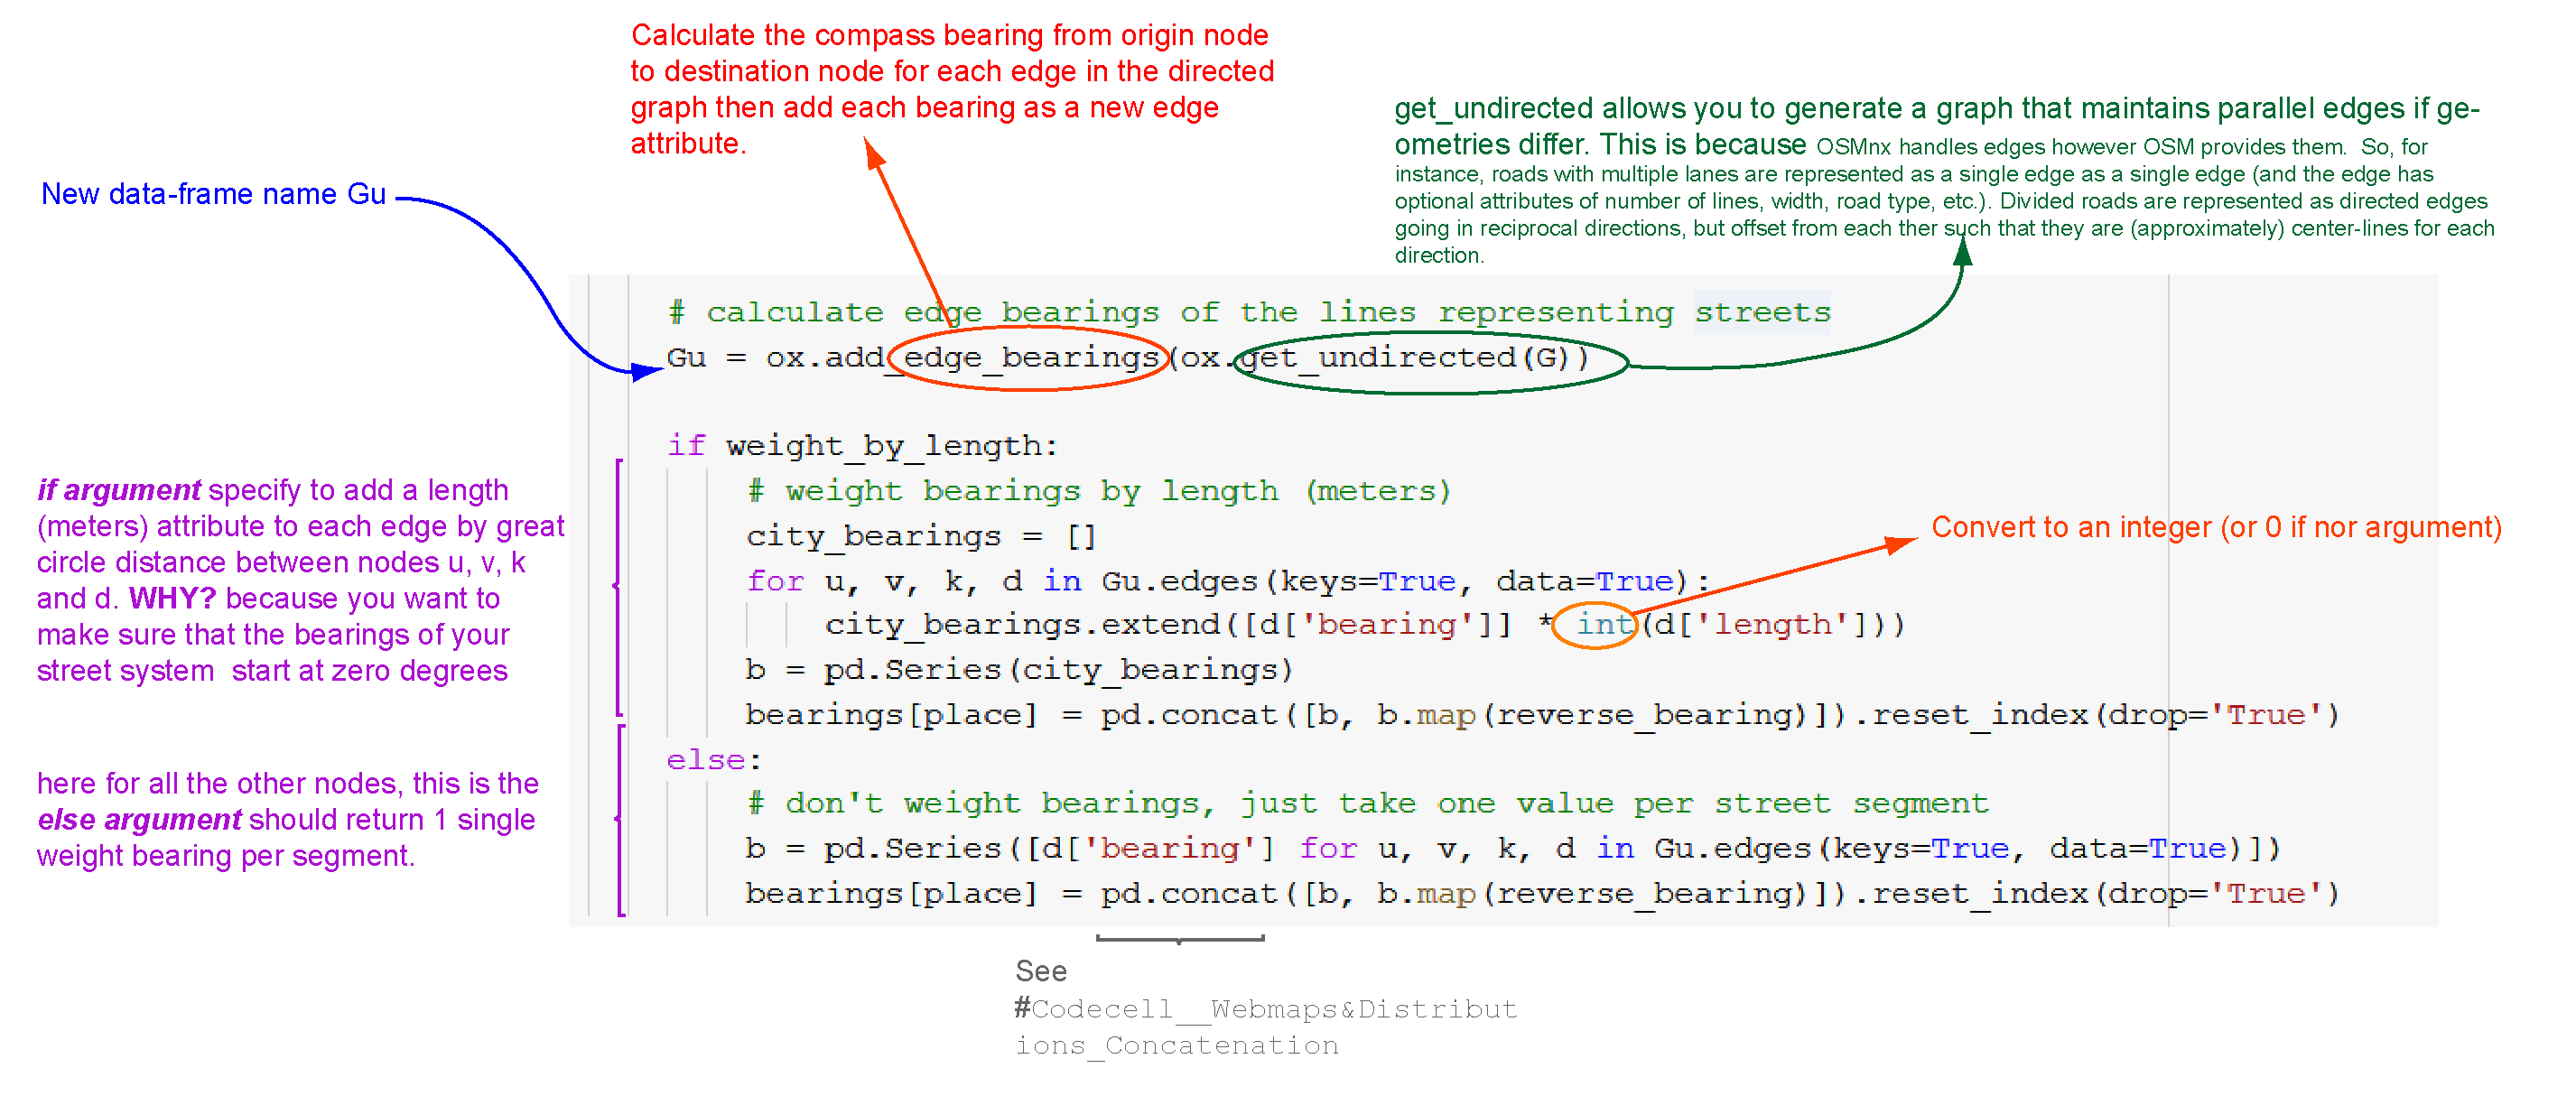 Calculate the compass bearing from origin node
to destination node for each edge in the directed
graph then add each bearing as a new edge
attribute.
get_undirected allows you to generate a graph that maintains parallel edges if ge-
ometries differ. This is because OSMnx handles edges however OSM provides them.  So, for
instance, roads with multiple lanes are represented as a single edge as a single edge (and the edge has
optional attributes of number of lines, width, road type, etc.). Divided roads are represented as directed edges
going in reciprocal directions, but offset from each ther such that they are (approximately) center-lines for each
direction.
New data-frame name Gu
# calculate edge bearings of the lines representing streets
Gu = ox.add_edge_bearings(ox.get_undirected(G))
if weight_by_length:
# weight bearings by length (meters)
city_bearings = []
for u, v, k, d in Gu.edges(keys=True, data=True):
city_bearings.extend([d['bearing']] * int(d['length']))
b = pd.Series(city_bearings)
bearings[place] = pd.concat([b, b.map(reverse_bearing)]).reset_index(drop='True')
else:
# don't weight bearings, just take one value per street segment
b = pd.Series([d['bearing'] for u, v, k, d in Gu.edges(keys=True, data=True)])
bearings[place] = pd.concat([b, b.map(reverse_bearing)]).reset_index(drop='True')
if argument specify to add a length
(meters) attribute to each edge by great
circle distance between nodes u, v, k
and d. WHY? because you want to
make sure that the bearings of your
street system  start at zero degrees
Convert to an integer (or 0 if nor argument)
here for all the other nodes, this is the
else argument should return 1 single
weight bearing per segment.
See
#Codecell__Webmaps&Distribut
ions_Concatenation